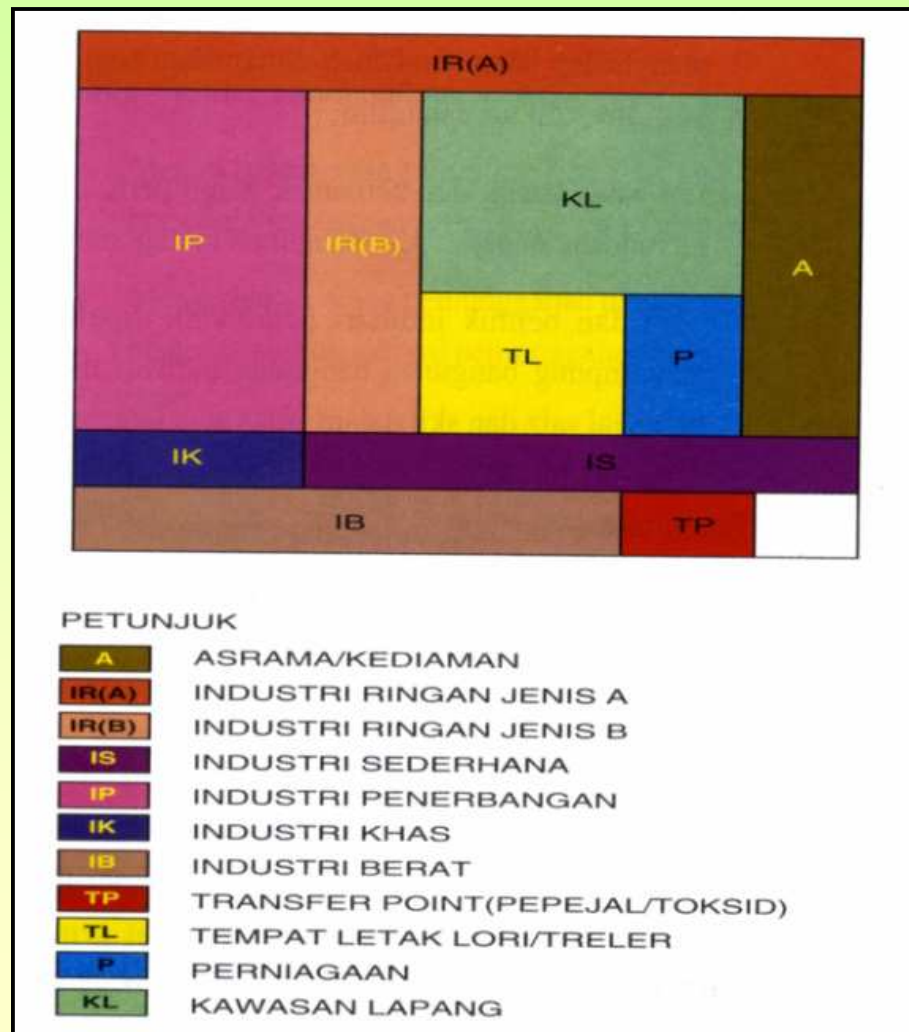 IR(A)
KL
IP
IR(B)
A
TL
P
IK
IS
IB
TP
PETUNJUK
A ASRAMA/KEDIAMAN
IR(A) INDUSTRI RINGAN JENIS A
IR(B) INDUSTRI RINGAN JENIS B
IS INDUSTRI SEDERHANA
IP INDUSTRI PENERBANGAN
IK INDUSTRI KHAS
IB INDUSTRI BERAT
TP TRANSFER POINT(PEPEJAL/TOKSID)
TL TEMPAT LETAK LORI/TRELER
P PERNIAGAAN
KL KAWASAN LAPANG